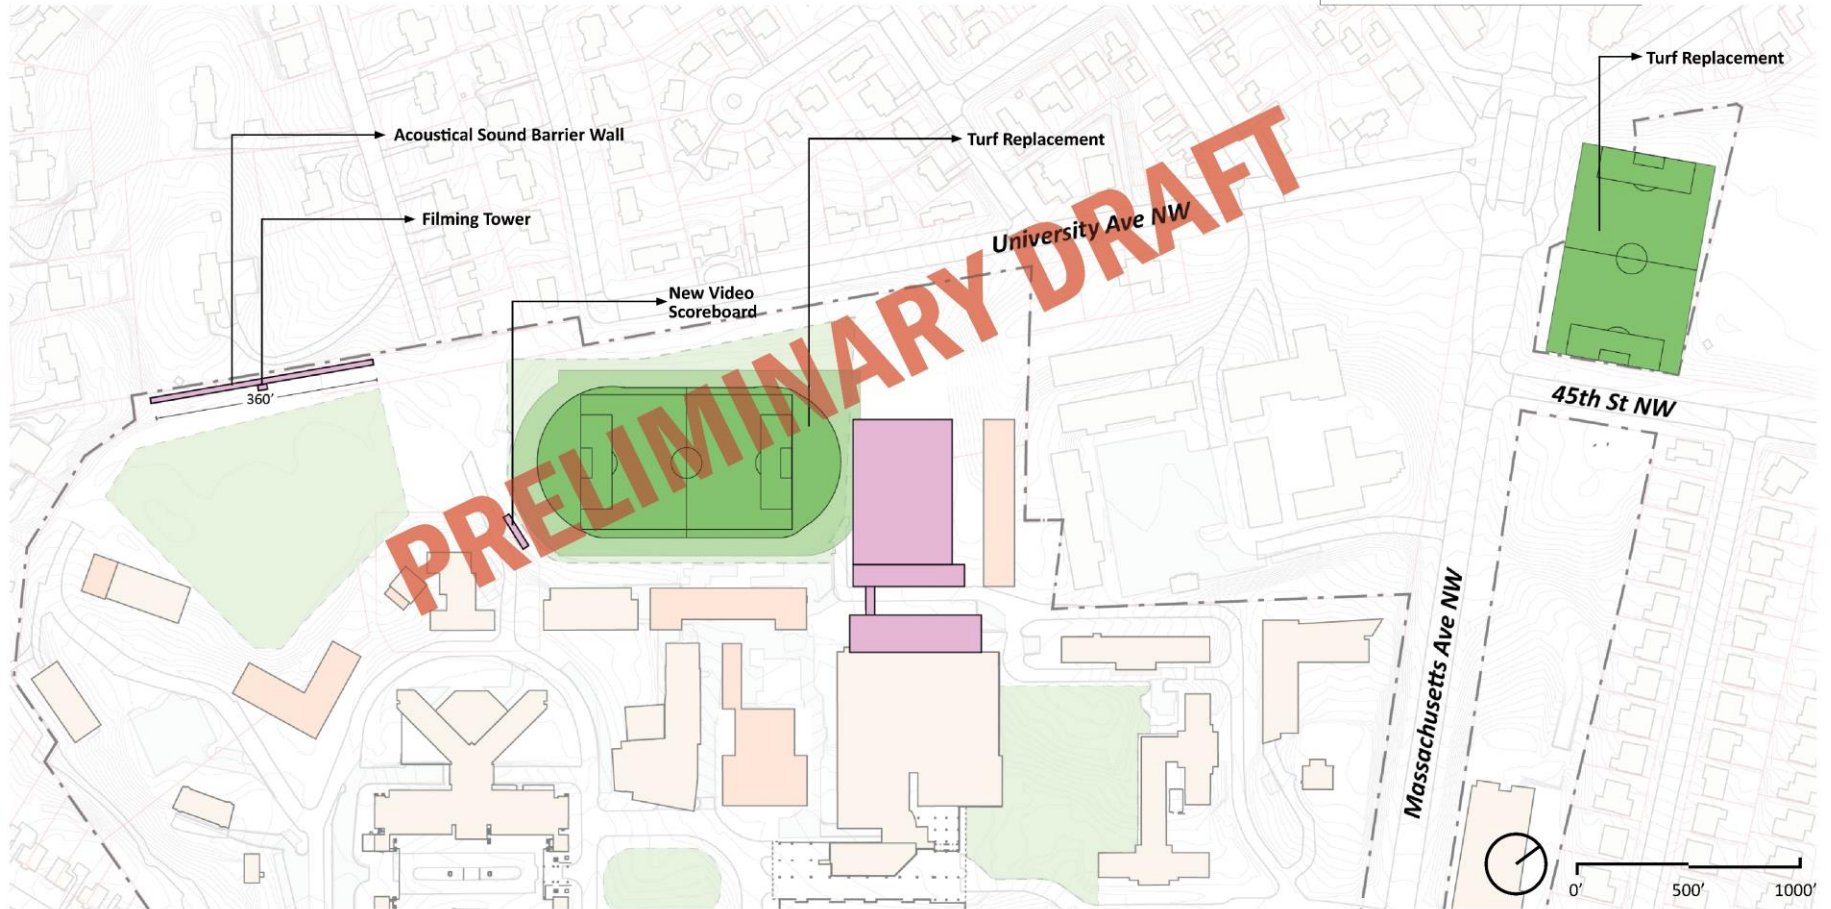 Turf Replacement
Acoustical Sound Barrier Wall
Turf Replacement
Filming Tower
University Ave NW
New Video
Scoreboard
360'
PRELIMINARY DRAFT
45th St NW
Massachusetts Ave NW
0' 500' 1000'